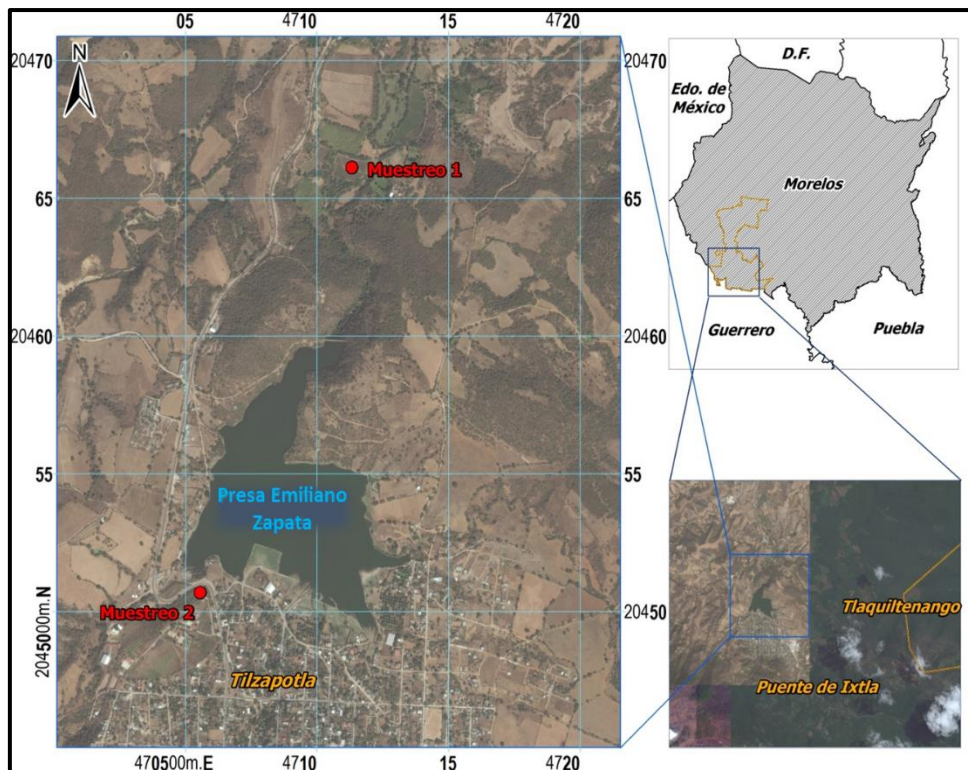 05 4710 15 4720
N
20470
Muestreo 1
65
20460
55
Presa Emiliano
Zapata
Muestreo 2
2045000m.N
Tilzapotla
470500m.E 4710 15 4720
20470
65
20460
55
20450
D.F.
Edo. de
México
Morelos
Guerrero
Puebla
Tlaquiltenango
Puente de Ixtla